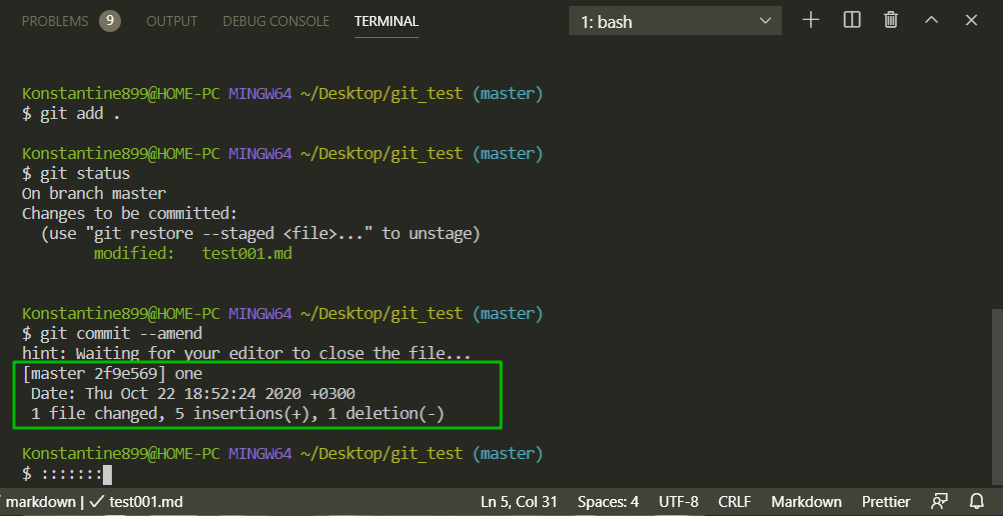 PROBLEMS 9 OUTPUT DEBUG CONSOLE TERMINAL 1: bash
Konstantine899@HOME-PC MINGW64 ~/Desktop/git_test (master)
$ git add .
Konstantine899@HOME-PC MINGW64 ~/Desktop/git_test (master)
$ git status
On branch master
Changes to be committed:
(use "git restore --staged <file>..." to unstage)
modified: test001.md
Konstantine899@HOME-PC MINGW64 ~/Desktop/git_test (master)
$ git commit --amend
hint: Waiting for your editor to close the file...
[master 2f9e569] one
Date: Thu Oct 22 18:52:24 2020 +0300
1 file changed, 5 insertions(+), 1 deletion(-)
Konstantine899@HOME-PC MINGW64 ~/Desktop/git_test (master)
$ :::::::
markdown | ✓ test001.md Ln 5, Col 31 Spaces: 4 UTF-8 CRLF Markdown Prettier